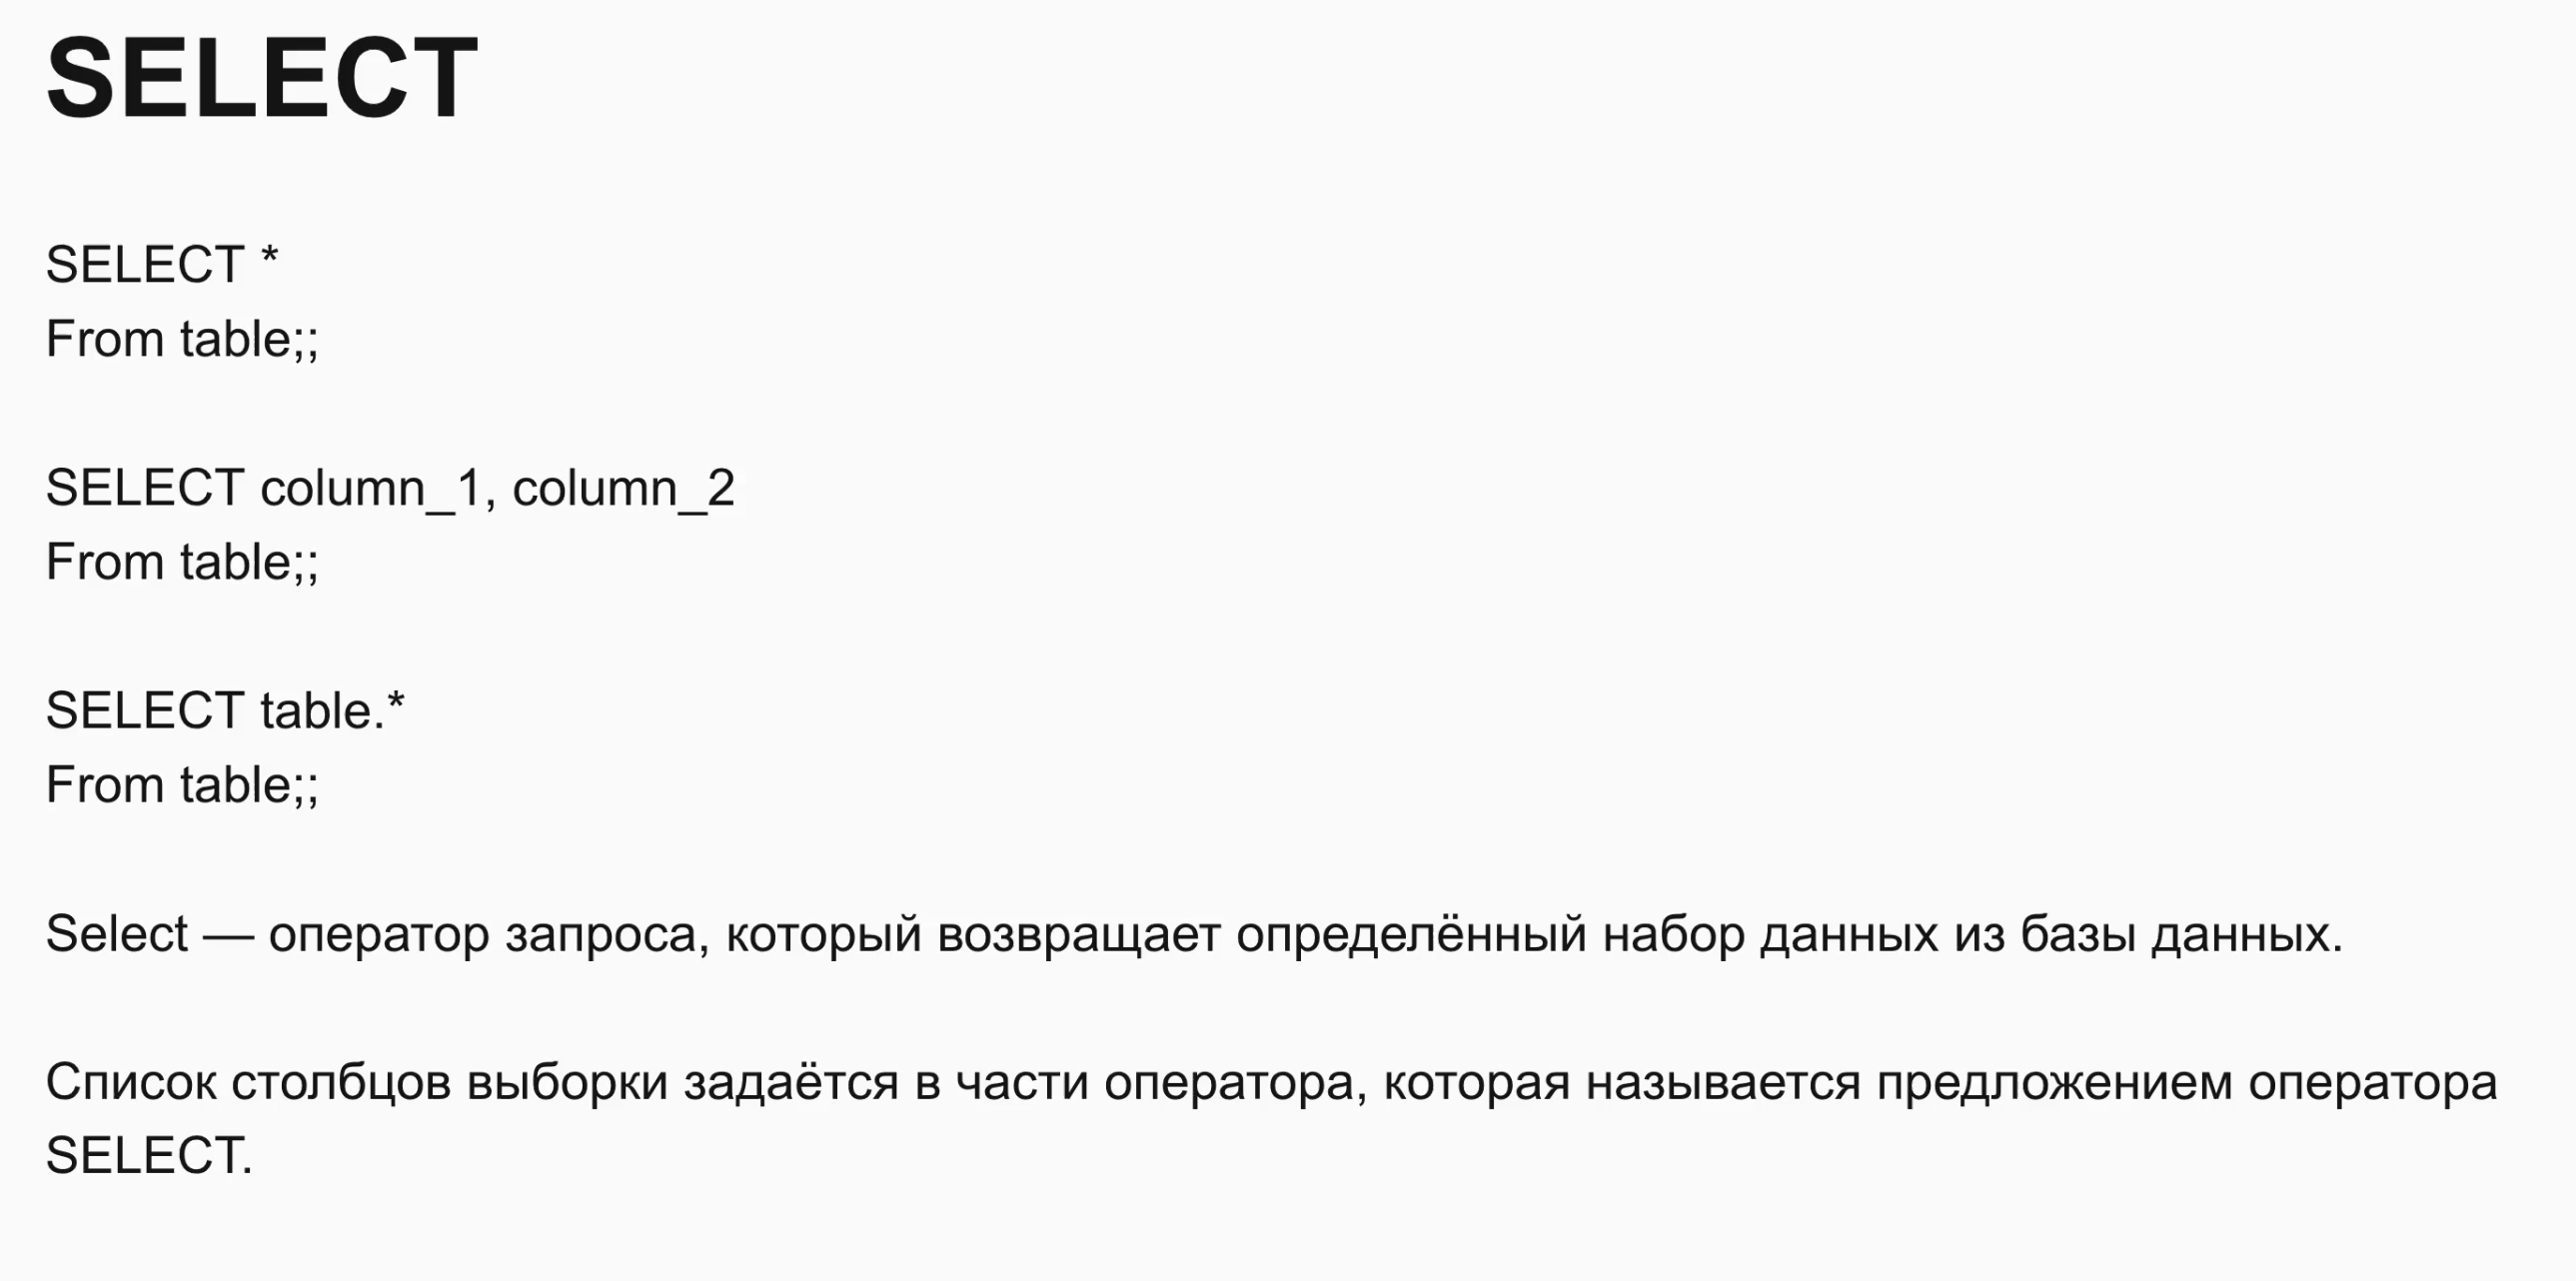 SELECT
SELECT *
From table;;
SELECT column_1, column_2
From table;;
SELECT table.*
From table;;
Select — оператор запроса, который возвращает определённый набор данных из базы данных.
Список столбцов выборки задаётся в части оператора, которая называется предложением оператора
SELECT.